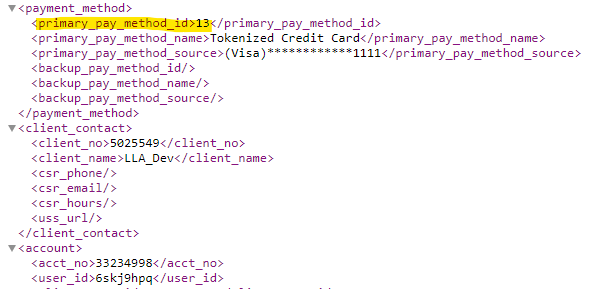 <payment_method>
<primary_pay_method_id>13</primary_pay_method_id>
<primary_pay_method_name>Tokenized Credit Card</primary_pay_method_name>
<primary_pay_method_source>(Visa)************1111</primary_pay_method_source>
<backup_pay_method_id/>
<backup_pay_method_name/>
<backup_pay_method_source/>
</payment_method>
<client_contact>
<client_no>5025549</client_no>
<client_name>LLA_Dev</client_name>
<csr_phone/>
<csr_email/>
<csr_hours/>
<uss_url/>
</client_contact>
<account>
<acct_no>33234998</acct_no>
<user_id>6skj9hpq</user_id>